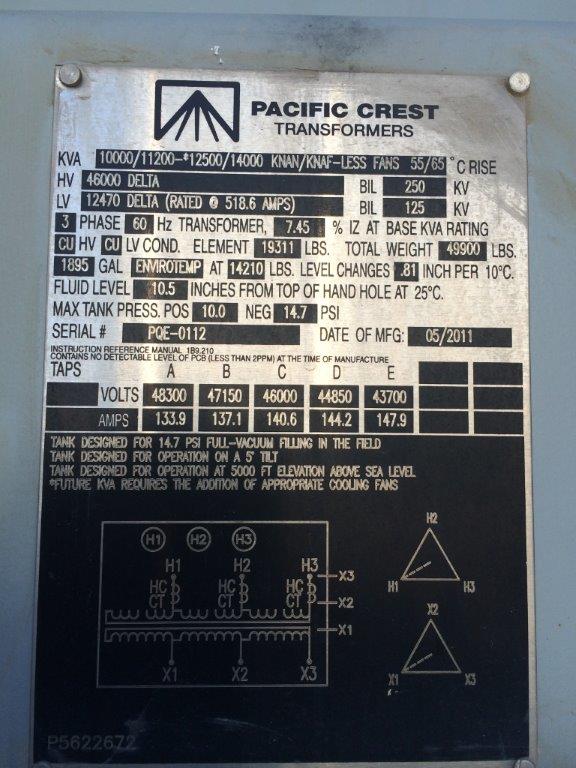 PACIFIC CREST
TRANSFORMERS
KVA 10000/11200-*12500/14000 KNAN/KNAF-LESS FANS 55/65 °C RISE
HV 46000 DELTA BIL 250 KV
LV 12470 DELTA (RATED @ 518.6 AMPS) BIL 125 KV
3 PHASE 60 Hz TRANSFORMER, 7.45 % IZ AT BASE KVA RATING
CU HV CU LV COND. ELEMENT 19311 LBS. TOTAL WEIGHT 49900 LBS.
1895 GAL ENVIROTEMP AT 14210 LBS. LEVEL CHANGES .81 INCH PER 10°C.
FLUID LEVEL 10.5 INCHES FROM TOP OF HAND HOLE AT 25°C.
MAX TANK PRESS. POS 10.0 NEG 14.7 PSI
SERIAL # PQE-0112 DATE OF MFG: 05/2011
INSTRUCTION REFERENCE MANUAL 1B9.210
CONTAINS NO DETECTABLE LEVEL OF PCB (LESS THAN 2PPM) AT THE TIME OF MANUFACTURE
TAPS A B C D E
VOLTS 48300 47150 46000 44850 43700
AMPS 133.9 137.1 140.6 144.2 147.9
TANK DESIGNED FOR 14.7 PSI FULL-VACUUM FILLING IN THE FIELD
TANK DESIGNED FOR OPERATION ON A 5° TILT
TANK DESIGNED FOR OPERATION AT 5000 FT ELEVATION ABOVE SEA LEVEL
*FUTURE KVA REQUIRES THE ADDITION OF APPROPRIATE COOLING FANS
H1 H2 H3
H1 H2 H3
X3
HC HC HC
CT CT CT
X2
X1
X1 X2 X3
H2
H1 H3
X2
X1 X3
P5622672